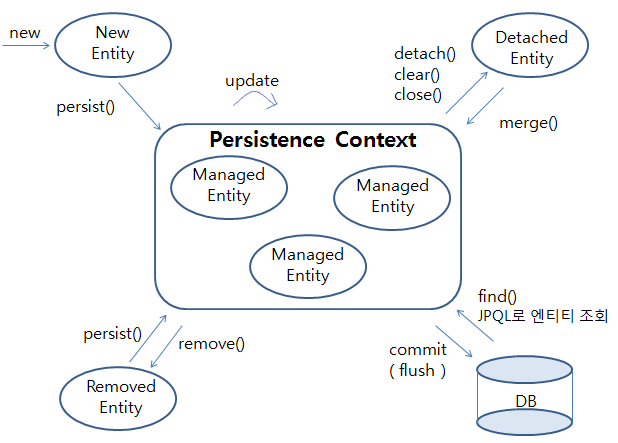 new
New
Entity
persist()
update
detach()
clear()
close()
Detached
Entity
merge()
Persistence Context
Managed
Entity
Managed
Entity
Managed
Entity
persist()
remove()
Removed
Entity
find()
JPQL로 엔티티 조회
commit
( flush )
DB